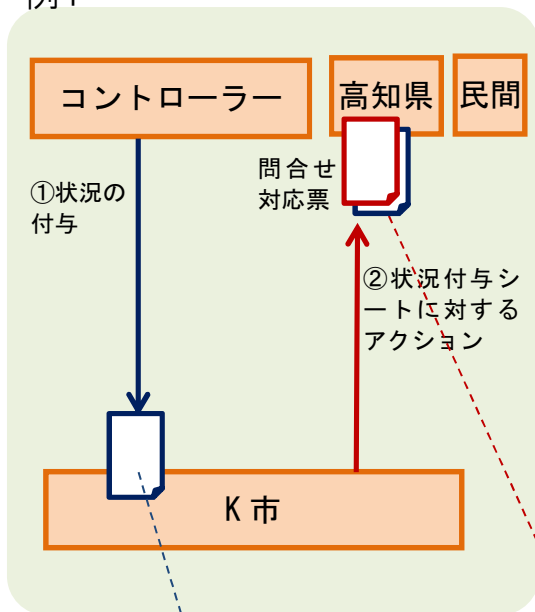 コントローラー
高知県
民間
問合せ
対応票
①状況の
付与
②状況付与シ
ートに対する
アクション
K市